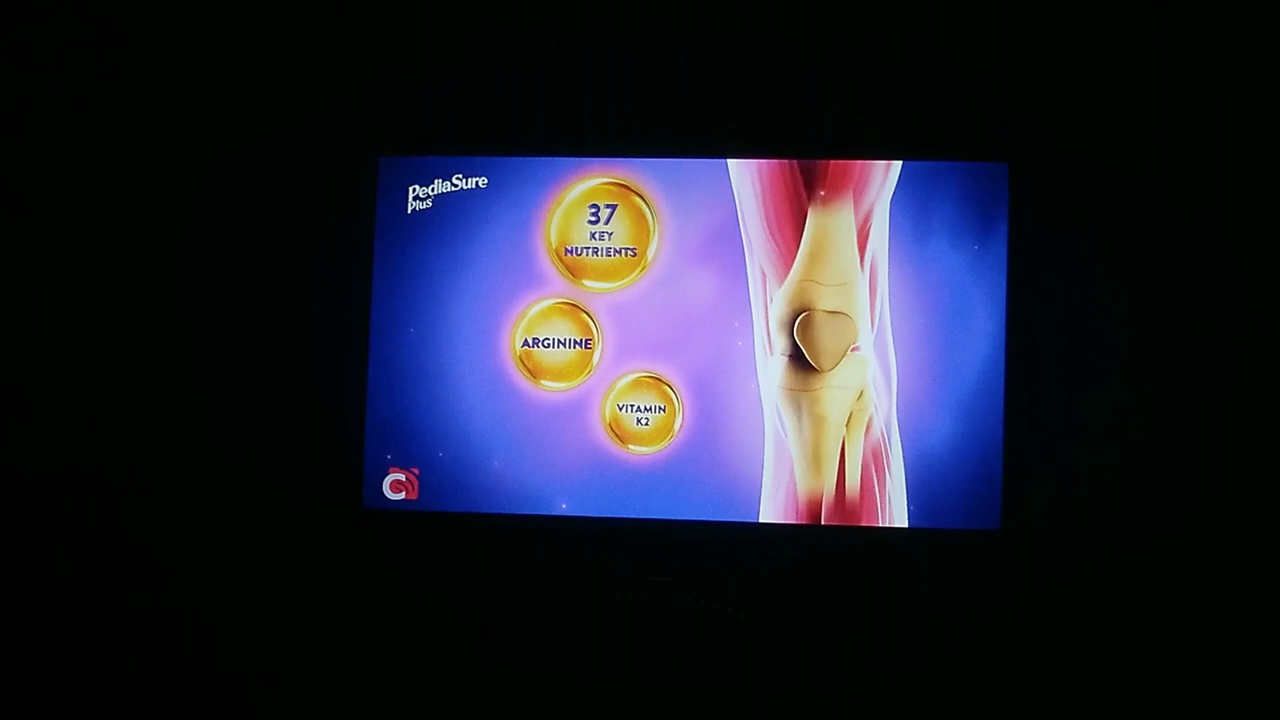 PediaSure
Plus
37
KEY
NUTRIENTS
ARGININE
VITAMIN
K2